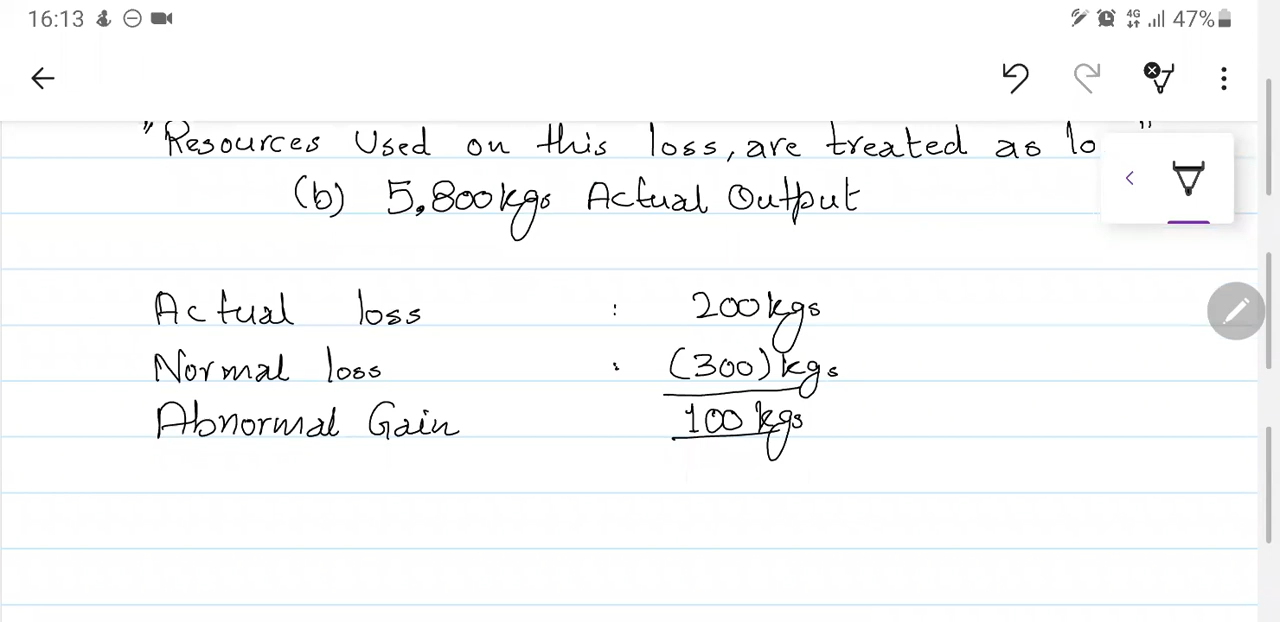 16:13 4G 47%
"Resources Used on this loss, are treated as lo "
(b) 5,800kgs Actual Output
Actual loss : 200kgs
Normal loss : (300)kgs
Abnormal Gain 100kgs